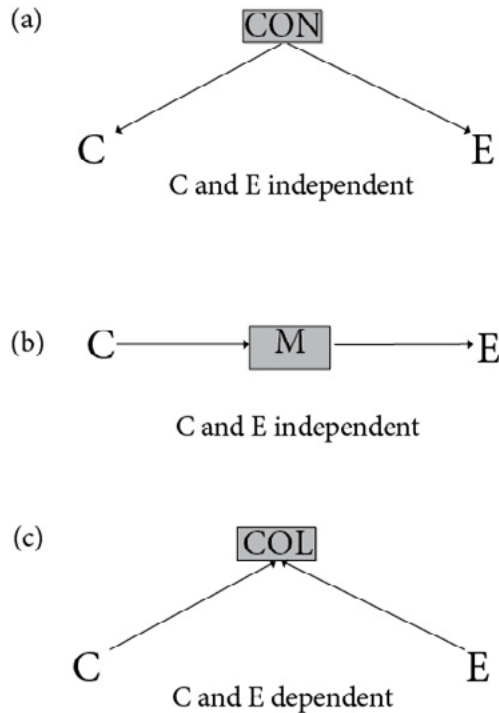 (a)
CON
C E
C and E independent
(b) C M E
C and E independent
(c)
COL
C E
C and E dependent